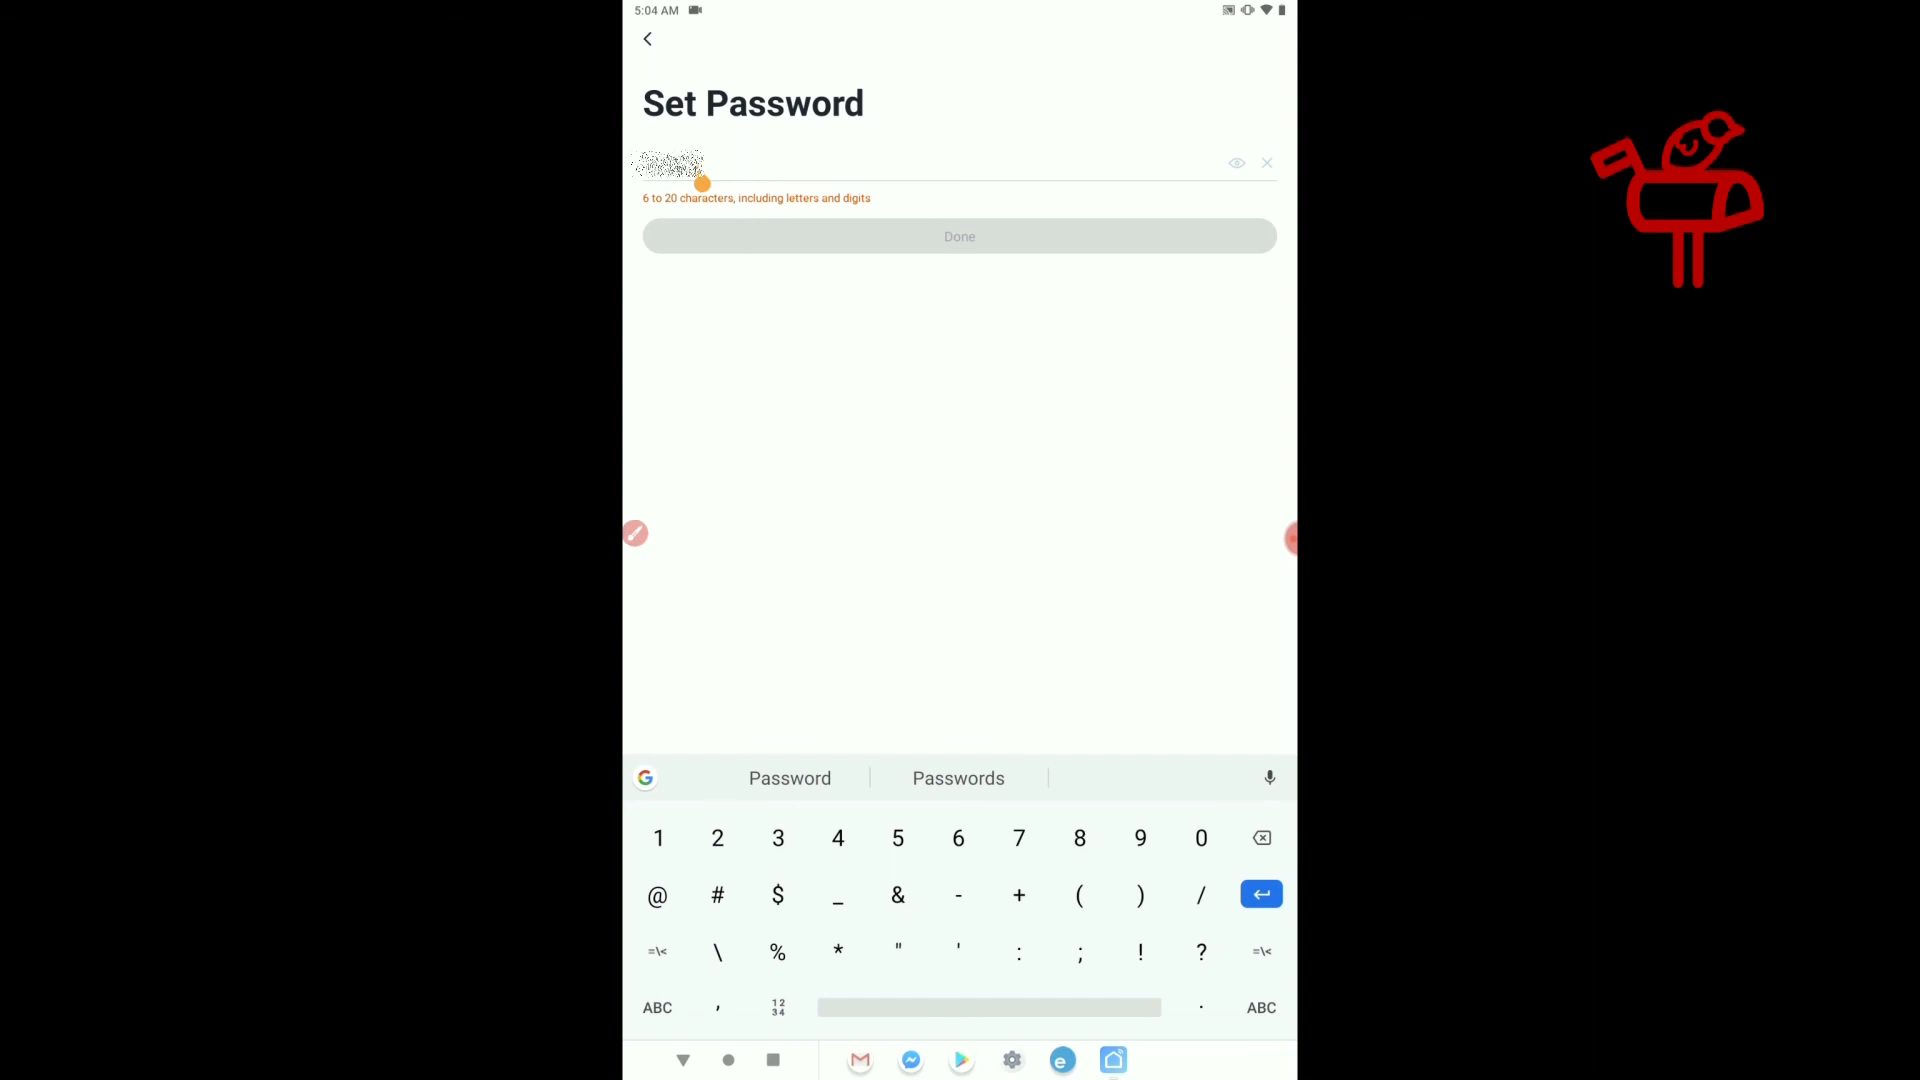 5:04 AM
Set Password
6 to 20 characters, including letters and digits
Done
G Password Passwords
1 2 3 4 5 6 7 8 9 0
@ # $ _ & - + ( ) /
=\< \ % * " ' : ; ! ? =\<
ABC , 12 34 . ABC
e